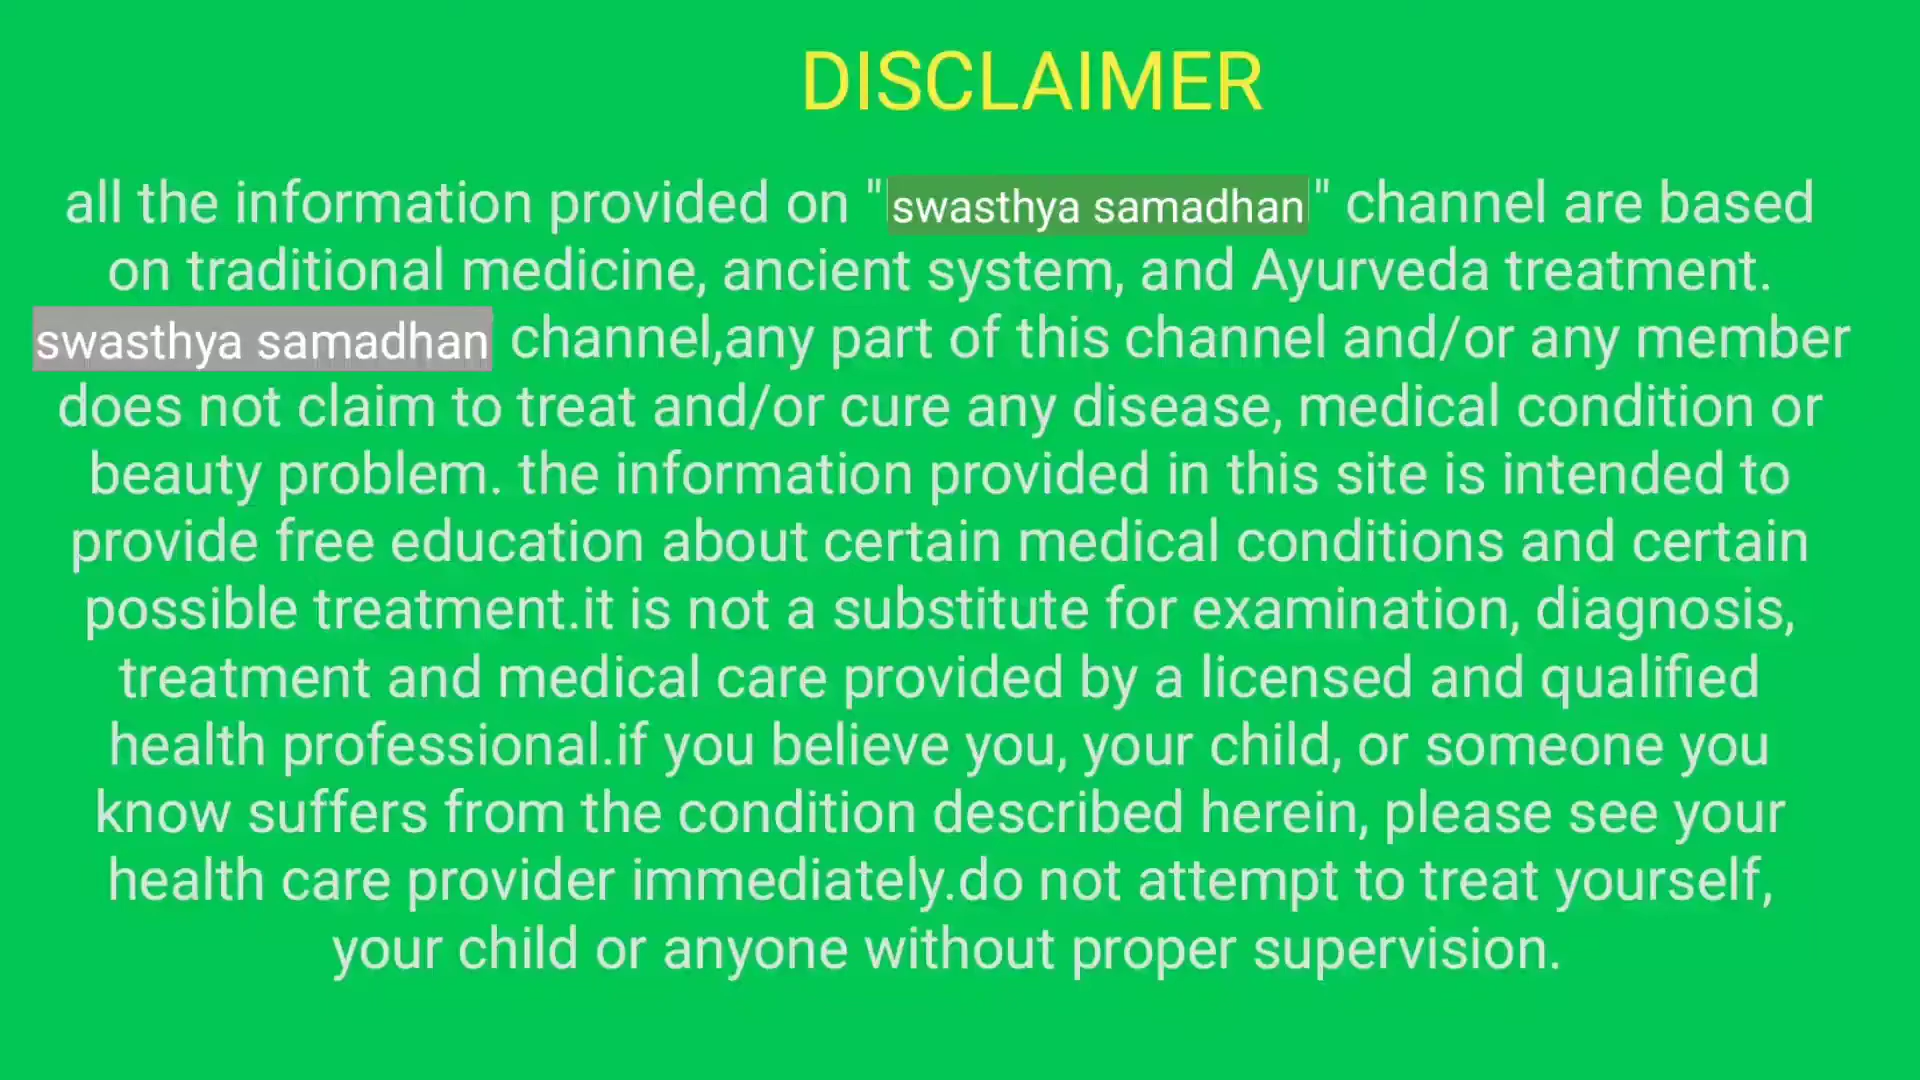 DISCLAIMER
all the information provided on "swasthya samadhan" channel are based
on traditional medicine, ancient system, and Ayurveda treatment.
swasthya samadhan channel,any part of this channel and/or any member
does not claim to treat and/or cure any disease, medical condition or
beauty problem. the information provided in this site is intended to
provide free education about certain medical conditions and certain
possible treatment.it is not a substitute for examination, diagnosis,
treatment and medical care provided by a licensed and qualified
health professional.if you believe you, your child, or someone you
know suffers from the condition described herein, please see your
health care provider immediately.do not attempt to treat yourself,
your child or anyone without proper supervision.